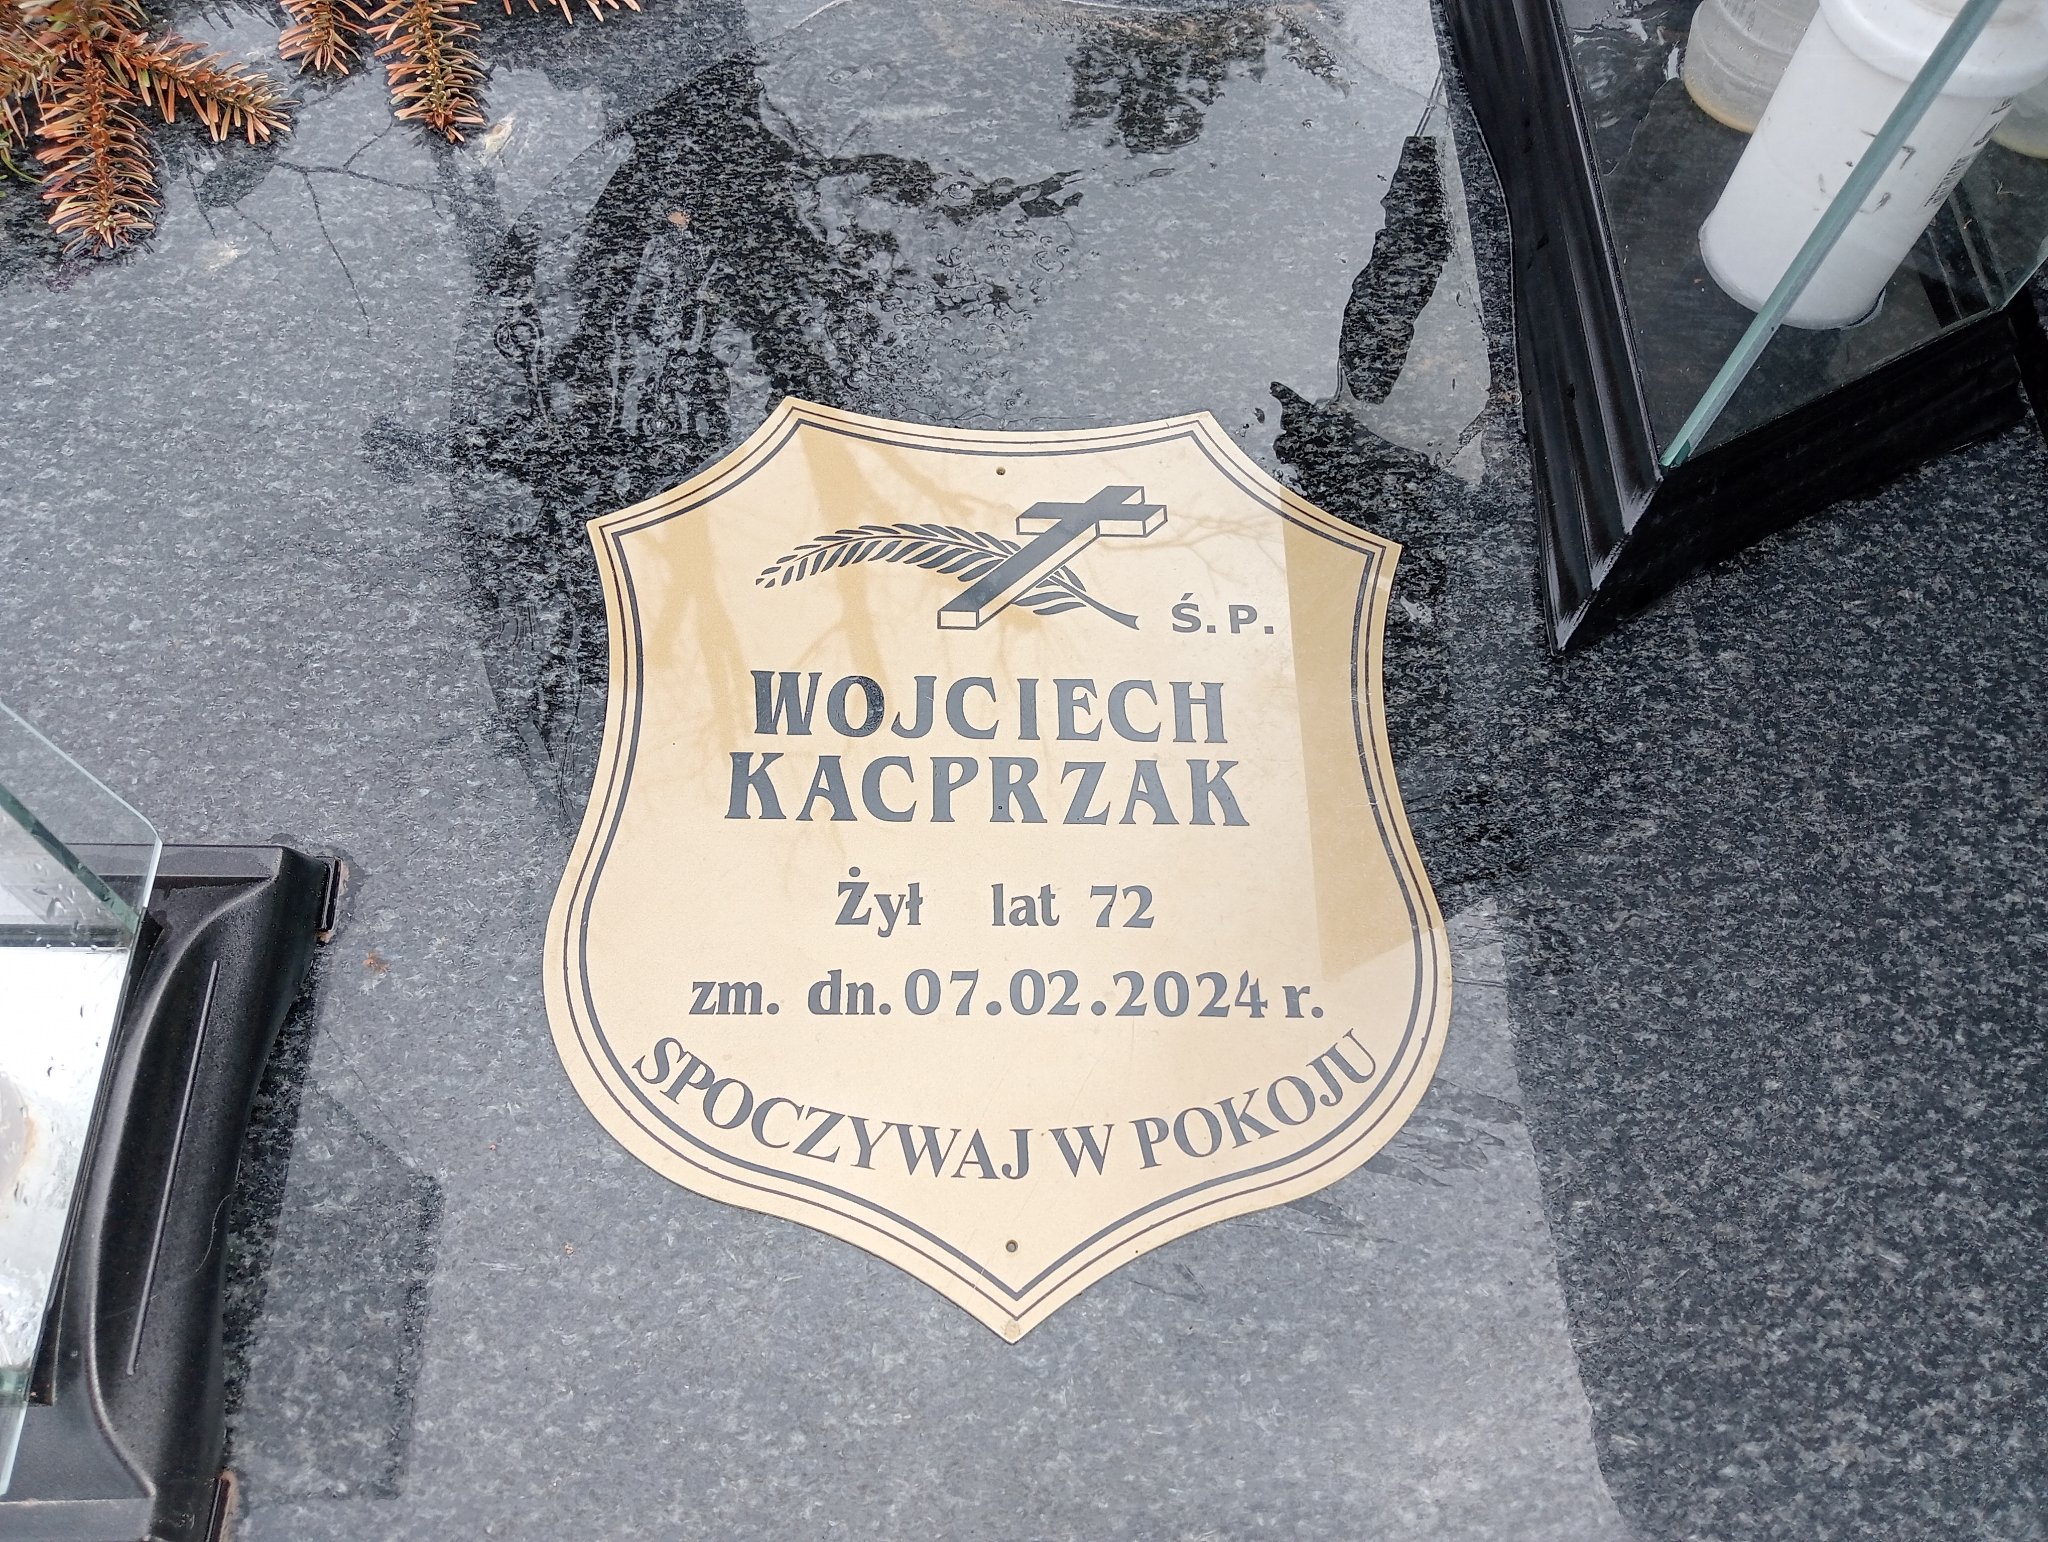 Ś.P.
WOJCIECH
KACPRZAK
Żył lat 72
zm. dn. 07.02.2024 r.
SPOCZYWAJ W POKOJU